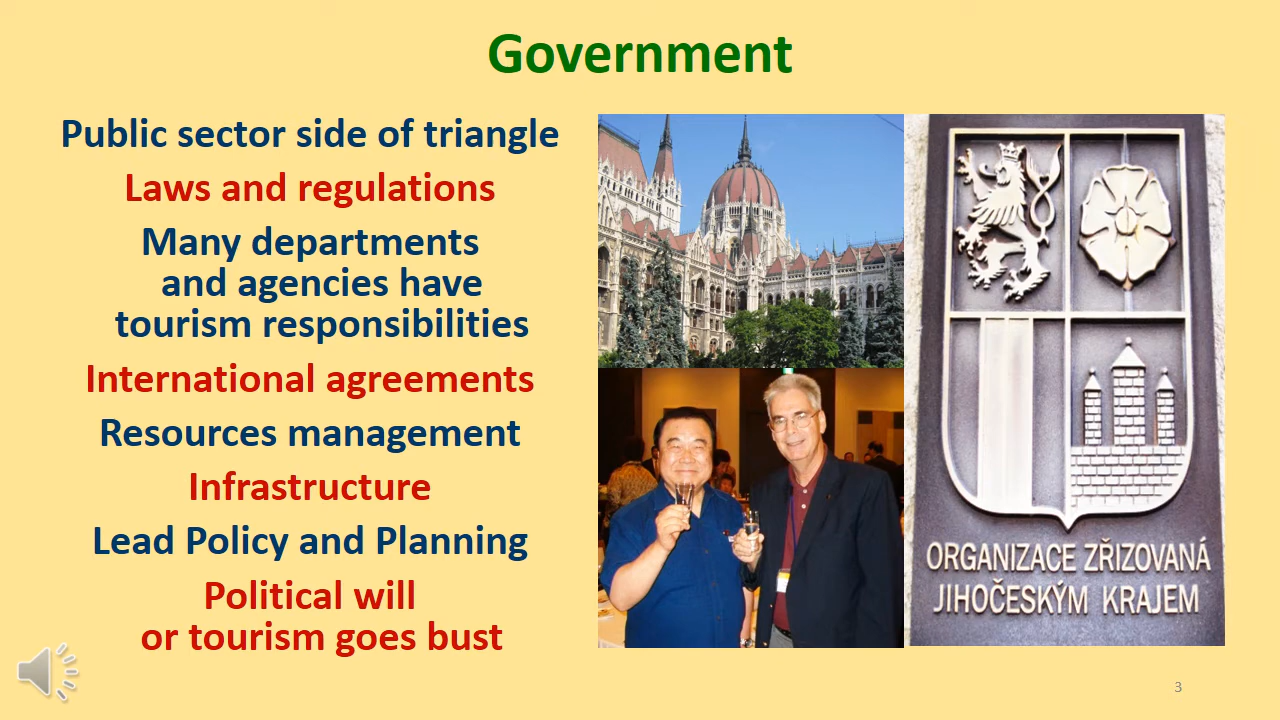 Government
Public sector side of triangle
Laws and regulations
Many departments
and agencies have
tourism responsibilities
International agreements
Resources management
Infrastructure
Lead Policy and Planning
Political will
or tourism goes bust
ORGANIZACE ZŘIZOVANÁ
JIHOČESKÝM KRAJEM
3